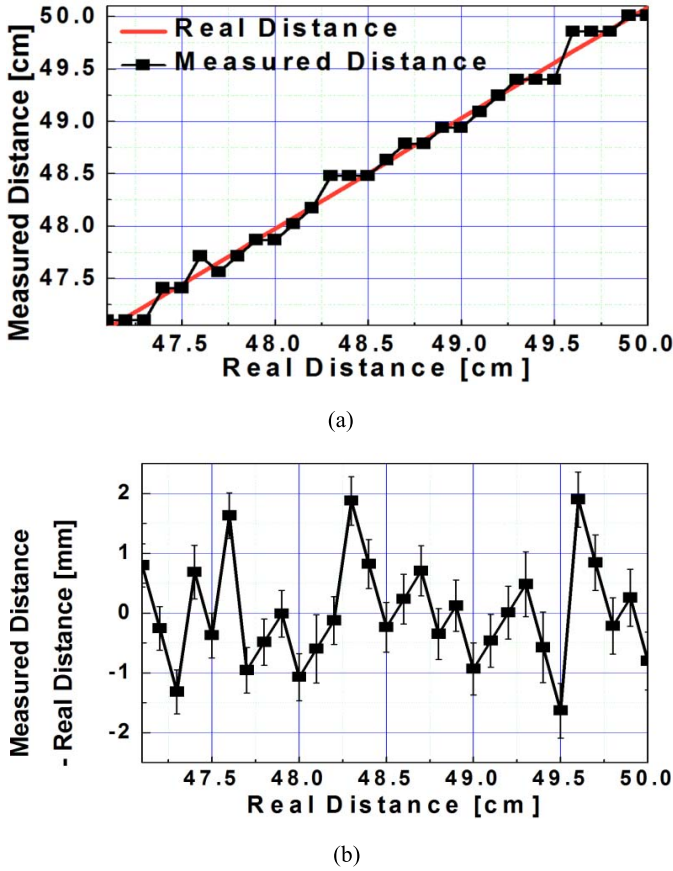 50.0
49.5
49.0
48.5
48.0
47.5
Measured Distance [cm]
Real Distance
Measured Distance
47.5 48.0 48.5 49.0 49.5 50.0
Real Distance [cm]
(a)
2
1
0
-1
-2
Measured Distance
- Real Distance [mm]
47.5 48.0 48.5 49.0 49.5 50.0
Real Distance [cm]
(b)